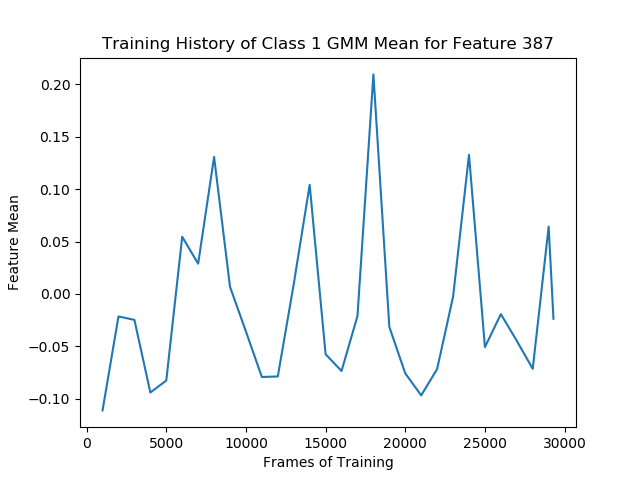 Training History of Class 1 GMM Mean for Feature 387
Feature Mean
0.20
0.15
0.10
0.05
0.00
−0.05
−0.10
0 5000 10000 15000 20000 25000 30000
Frames of Training